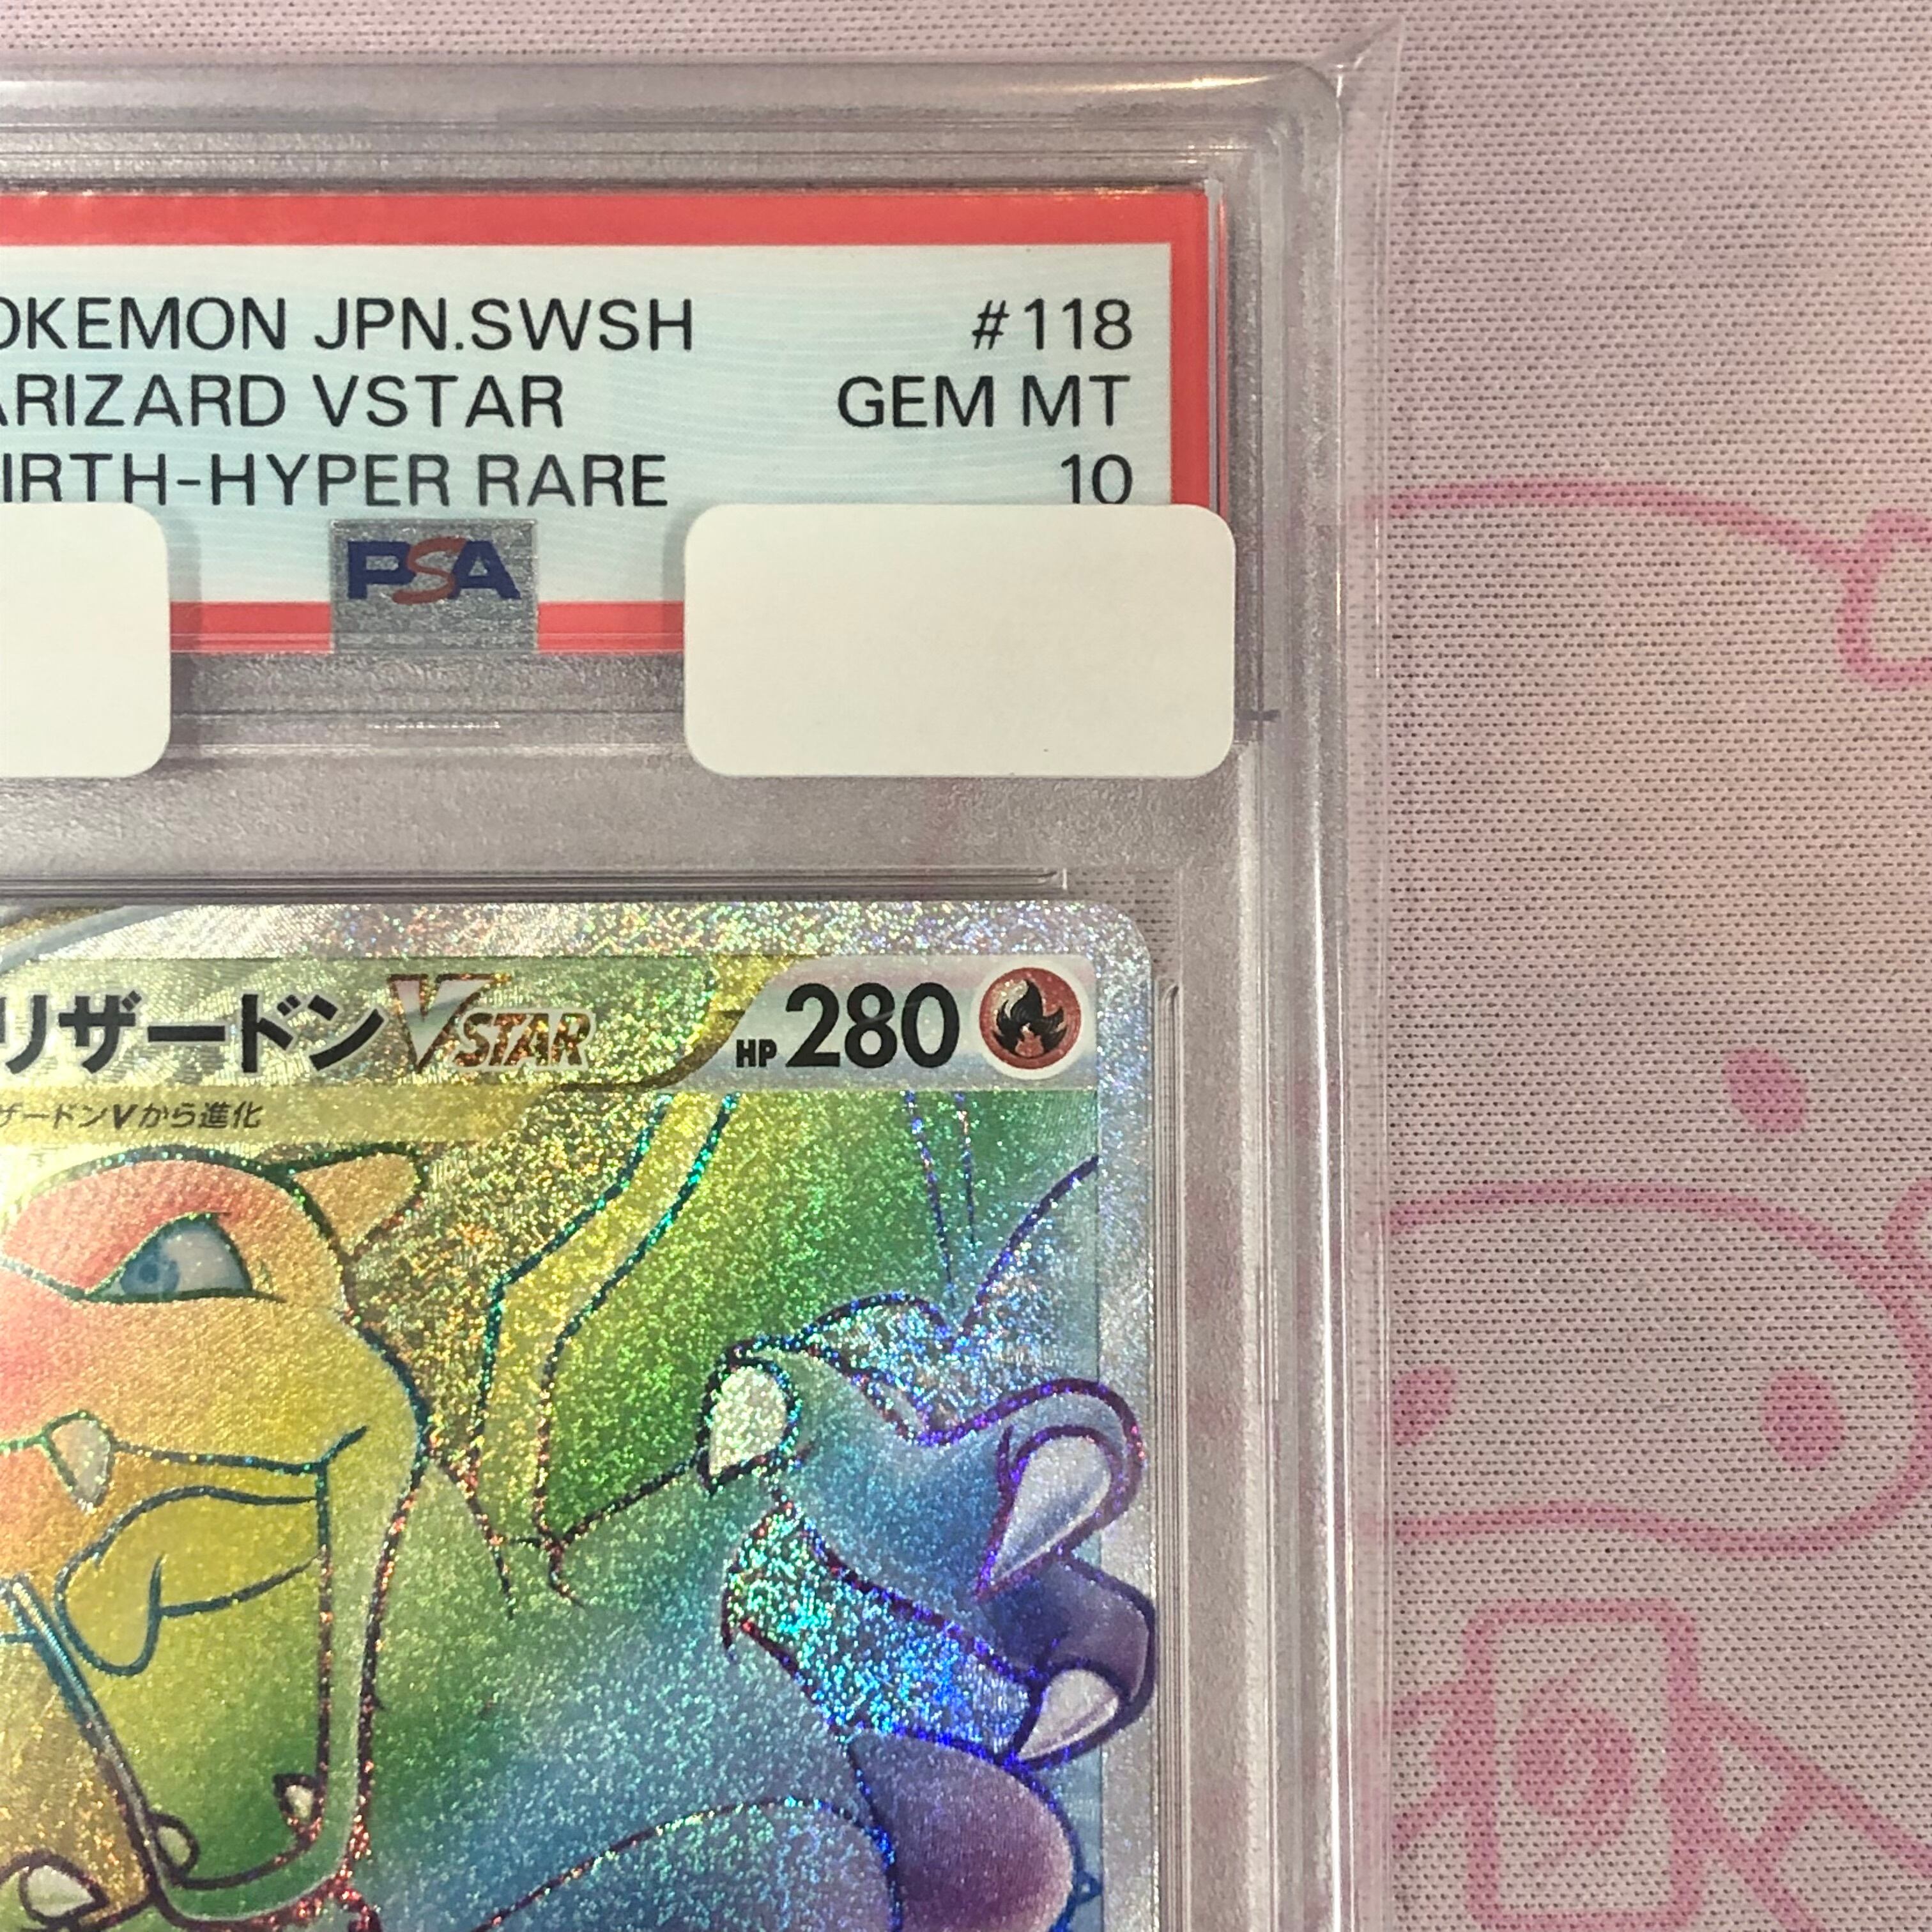 OKEMON JPN.SWSH #118
ARIZARD VSTAR GEM MT
IRTH-HYPER RARE 10
PSA
リザードンVSTAR HP 280
ザードンVから進化